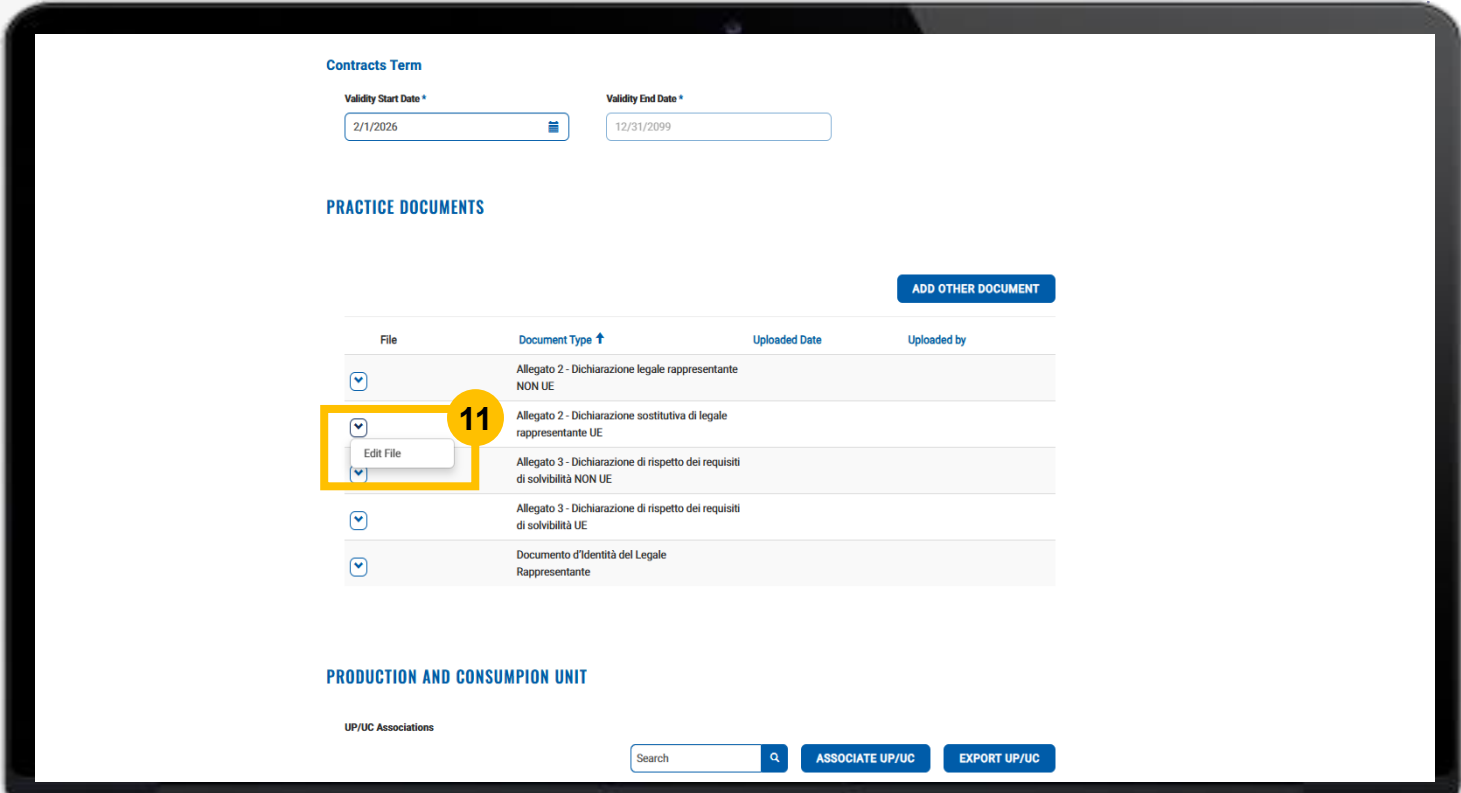 Contracts Term
Validity Start Date *
Validity End Date *
2/1/2026
12/31/2099
PRACTICE DOCUMENTS
ADD OTHER DOCUMENT
File
Document Type
Uploaded Date
Uploaded by
Allegato 2 - Dichiarazione legale rappresentante
NON UE
11
Allegato 2 - Dichiarazione sostitutiva di legale
rappresentante UE
Edit File
Allegato 3 - Dichiarazione di rispetto dei requisiti
di solvibilità NON UE
Allegato 3 - Dichiarazione di rispetto dei requisiti
di solvibilità UE
Documento d'Identità del Legale
Rappresentante
PRODUCTION AND CONSUMPION UNIT
UP/UC Associations
Search
ASSOCIATE UP/UC
EXPORT UP/UC